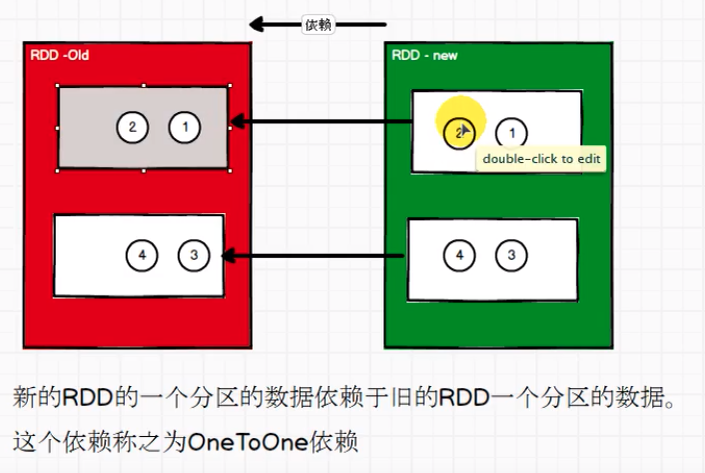 依赖
RDD -Old
RDD - new
2 1
2 1
double-click to edit
4 3
4 3
新的RDD的一个分区的数据依赖于旧的RDD一个分区的数据。
这个依赖称之为OneToOne依赖